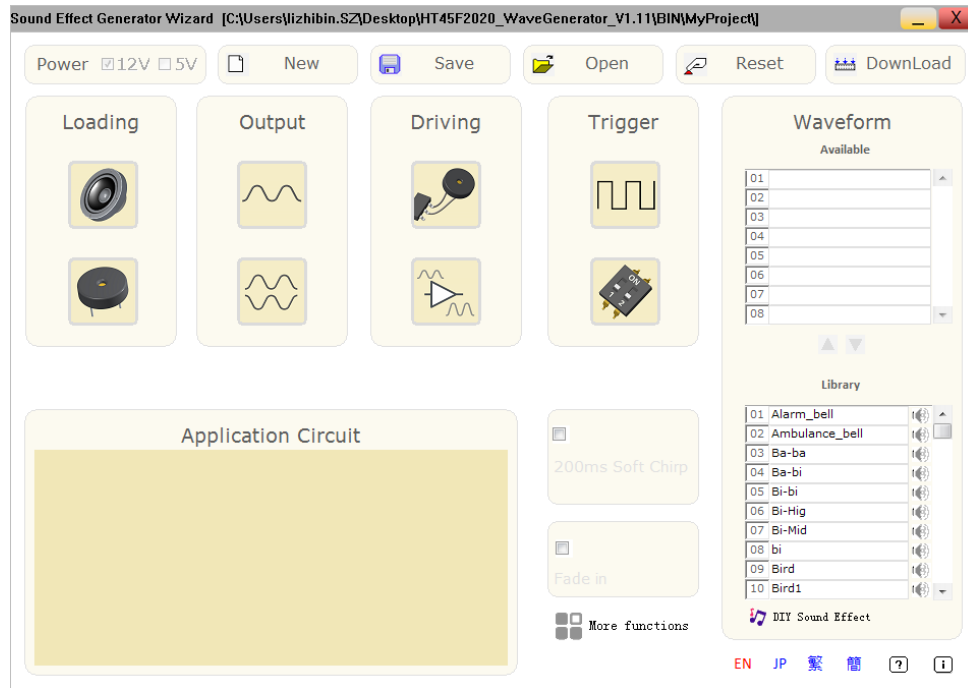 Sound Effect Generator Wizard [C:\Users\lizhibin.SZ\Desktop\HT45F2020_WaveGenerator_V1.11\BIN\MyProject\]
Power 12V 5V New Save Open Reset DownLoad
Loading Output Driving Trigger Waveform
Available
01
02
03
04
05
06
07
08
ON
1
2
Library
01 Alarm_bell
02 Ambulance_bell
03 Ba-ba
04 Ba-bi
05 Bi-bi
06 Bi-Hig
07 Bi-Mid
08 bi
09 Bird
10 Bird1
DIY Sound Effect
Application Circuit
200ms Soft Chirp
Fade in
More functions
EN JP 繁 簡 ? i